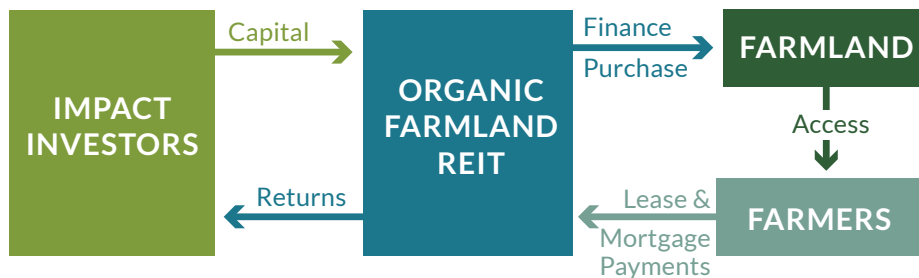 IMPACT
INVESTORS
Capital
Returns
ORGANIC
FARMLAND
REIT
Finance
Purchase
FARMLAND
Access
FARMERS
Lease &
Mortgage
Payments